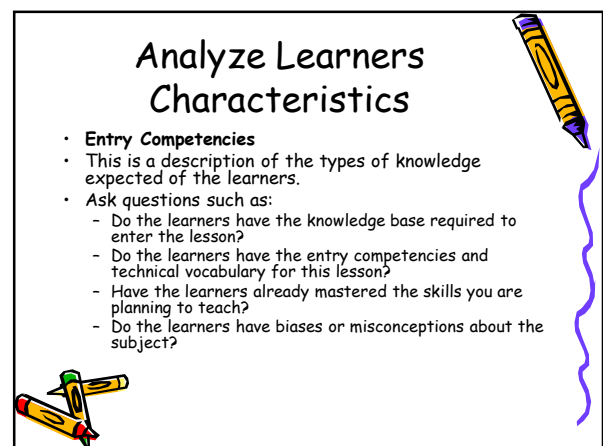 Analyze Learners
Characteristics
• Entry Competencies
• This is a description of the types of knowledge
expected of the learners.
• Ask questions such as:
– Do the learners have the knowledge base required to
enter the lesson?
– Do the learners have the entry competencies and
technical vocabulary for this lesson?
– Have the learners already mastered the skills you are
planning to teach?
– Do the learners have biases or misconceptions about the
subject?